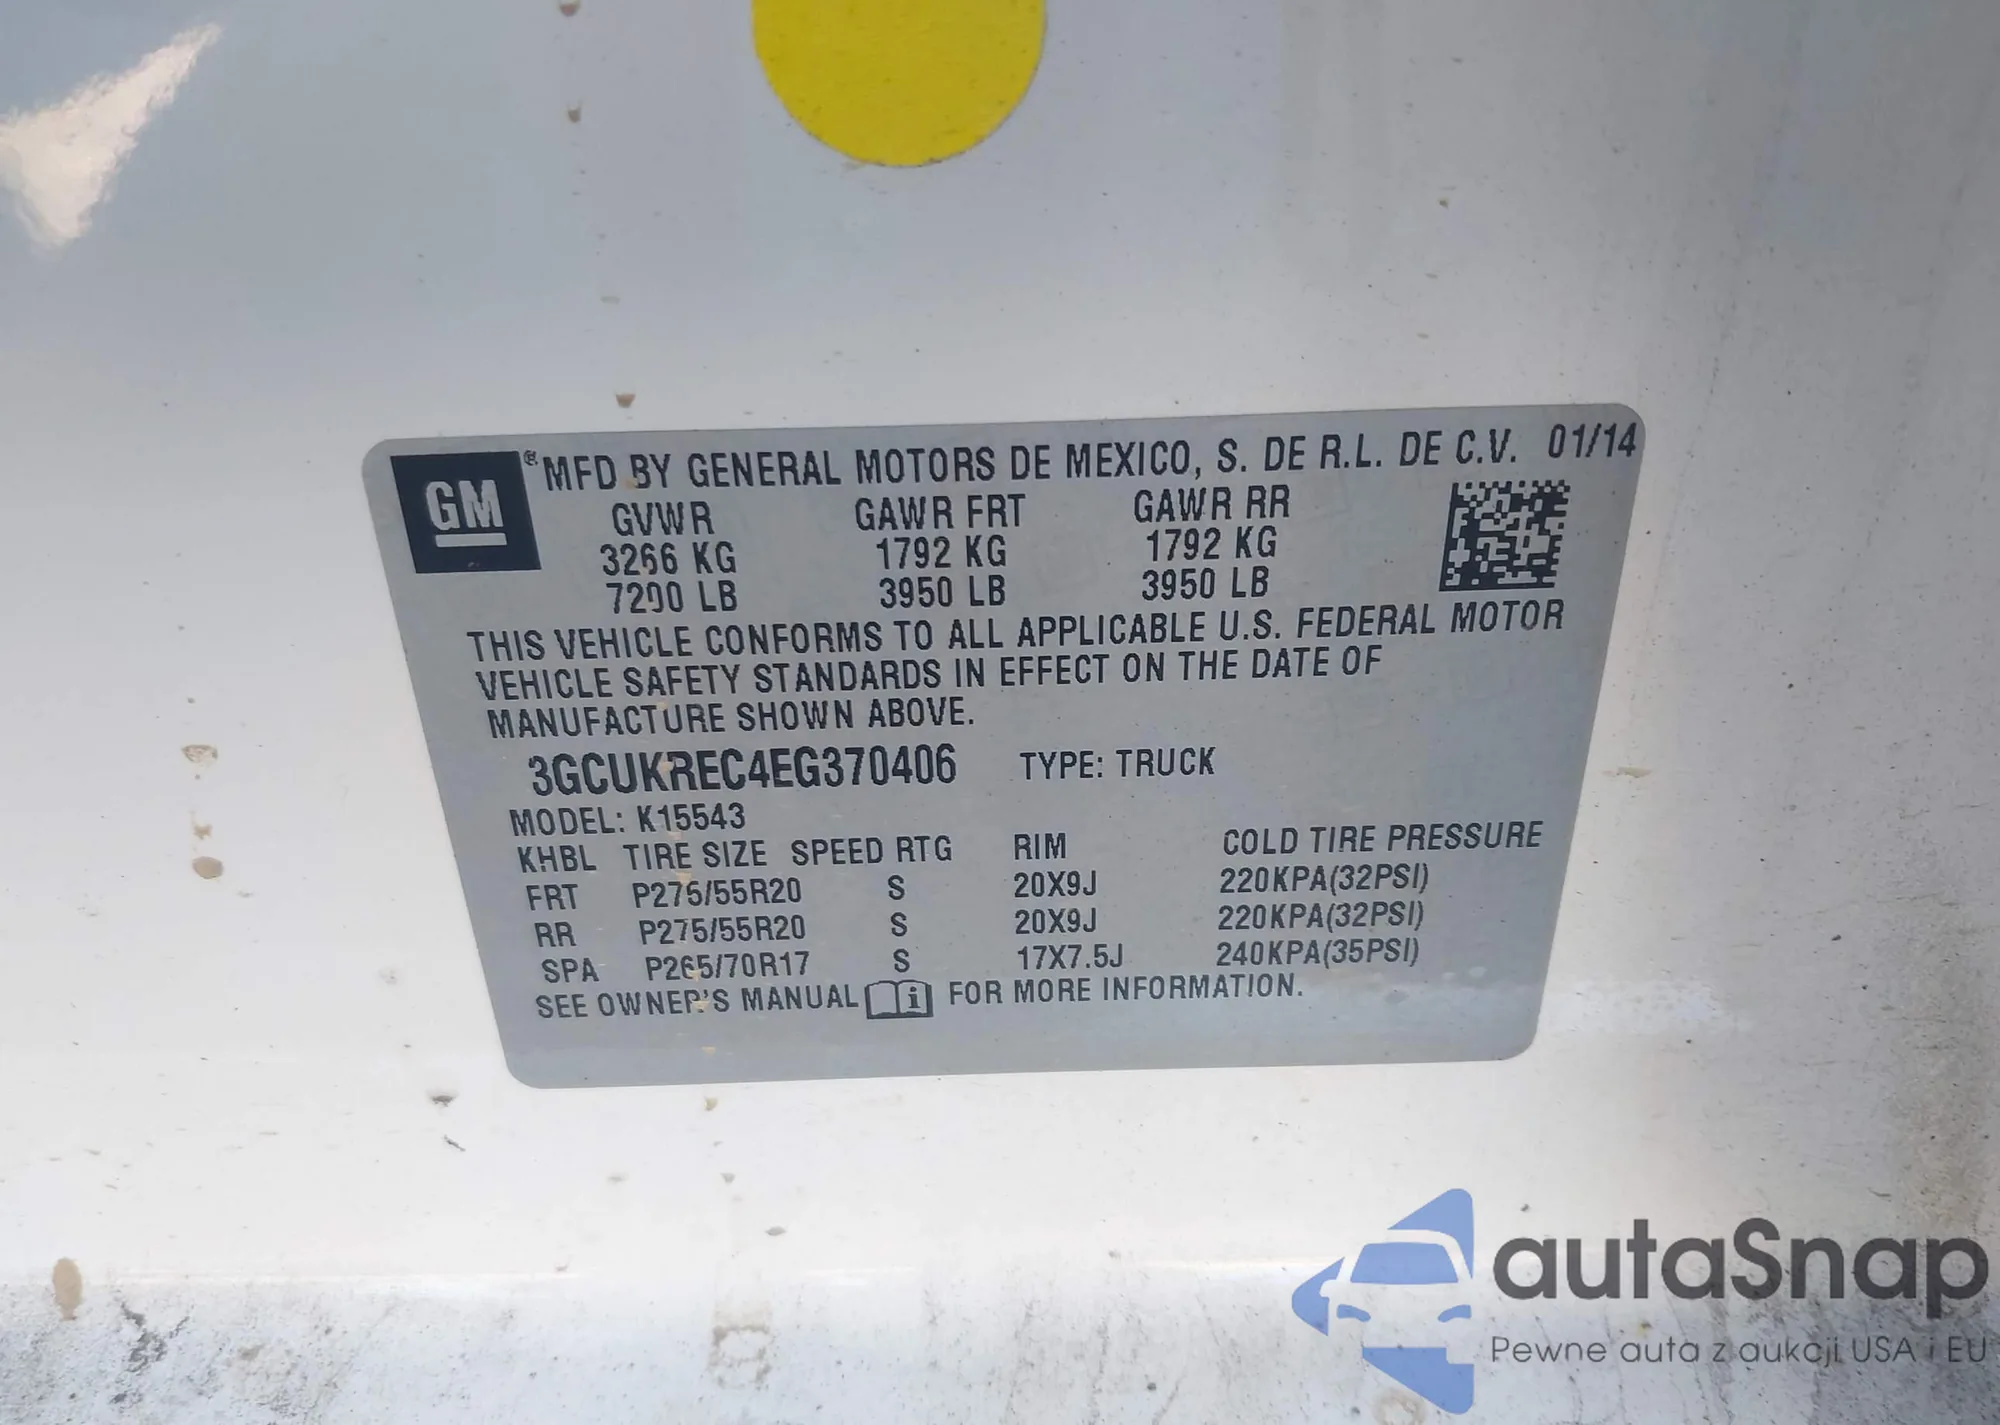 GM ® MFD BY GENERAL MOTORS DE MEXICO, S. DE R.L. DE C.V. 01/14
GVWR GAWR FRT GAWR RR
3266 KG 1792 KG 1792 KG
7200 LB 3950 LB 3950 LB
THIS VEHICLE CONFORMS TO ALL APPLICABLE U.S. FEDERAL MOTOR
VEHICLE SAFETY STANDARDS IN EFFECT ON THE DATE OF
MANUFACTURE SHOWN ABOVE.
3GCUKREC4EG370406 TYPE: TRUCK
MODEL: K15543
KHBL TIRE SIZE SPEED RTG RIM COLD TIRE PRESSURE
FRT P275/55R20 S 20X9J 220KPA(32PSI)
RR P275/55R20 S 20X9J 220KPA(32PSI)
SPA P265/70R17 S 17X7.5J 240KPA(35PSI)
SEE OWNER'S MANUAL i FOR MORE INFORMATION.
autaSnap
Pewne auta z aukcji USA i EU